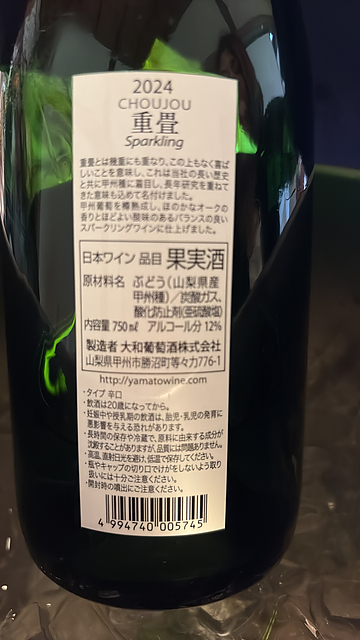 2024
CHOUJOU
重畳
Sparkling
重畳とは幾重にも重なり、この上もなく喜ば
しいことを意味し、これは当社の長い歴史
と共に甲州種に着目し、長年研究を重ねて
きた意味も込めて名付けました。
甲州葡萄を樽熟成し、ほのかなオークの
香りとほどよい酸味のあるバランスの良い
スパークリングワインに仕上げました。
日本ワイン 品目 果実酒
原材料名 ぶどう(山梨県産
甲州種)/炭酸ガス、
酸化防止剤(亜硫酸塩)
内容量 750㎖ アルコール分 12%
製造者 大和葡萄酒株式会社
山梨県甲州市勝沼町等々力776-1
http://yamatowine.com
・タイプ 辛口
・飲酒は20歳になってから。
・妊娠中や授乳期の飲酒は、胎児・乳児の発育に
悪影響を与える恐れがあります。
・長時間の保存や冷蔵で、原料に由来する成分が
沈殿することがありますが、品質には問題ありません。
・高温、直射日光を避け、低温で保存してください。
・瓶やキャップの切り口でけがをしないよう取り
扱いには十分ご注意ください。
・開封時の噴出にご注意ください。
4 994740 005745